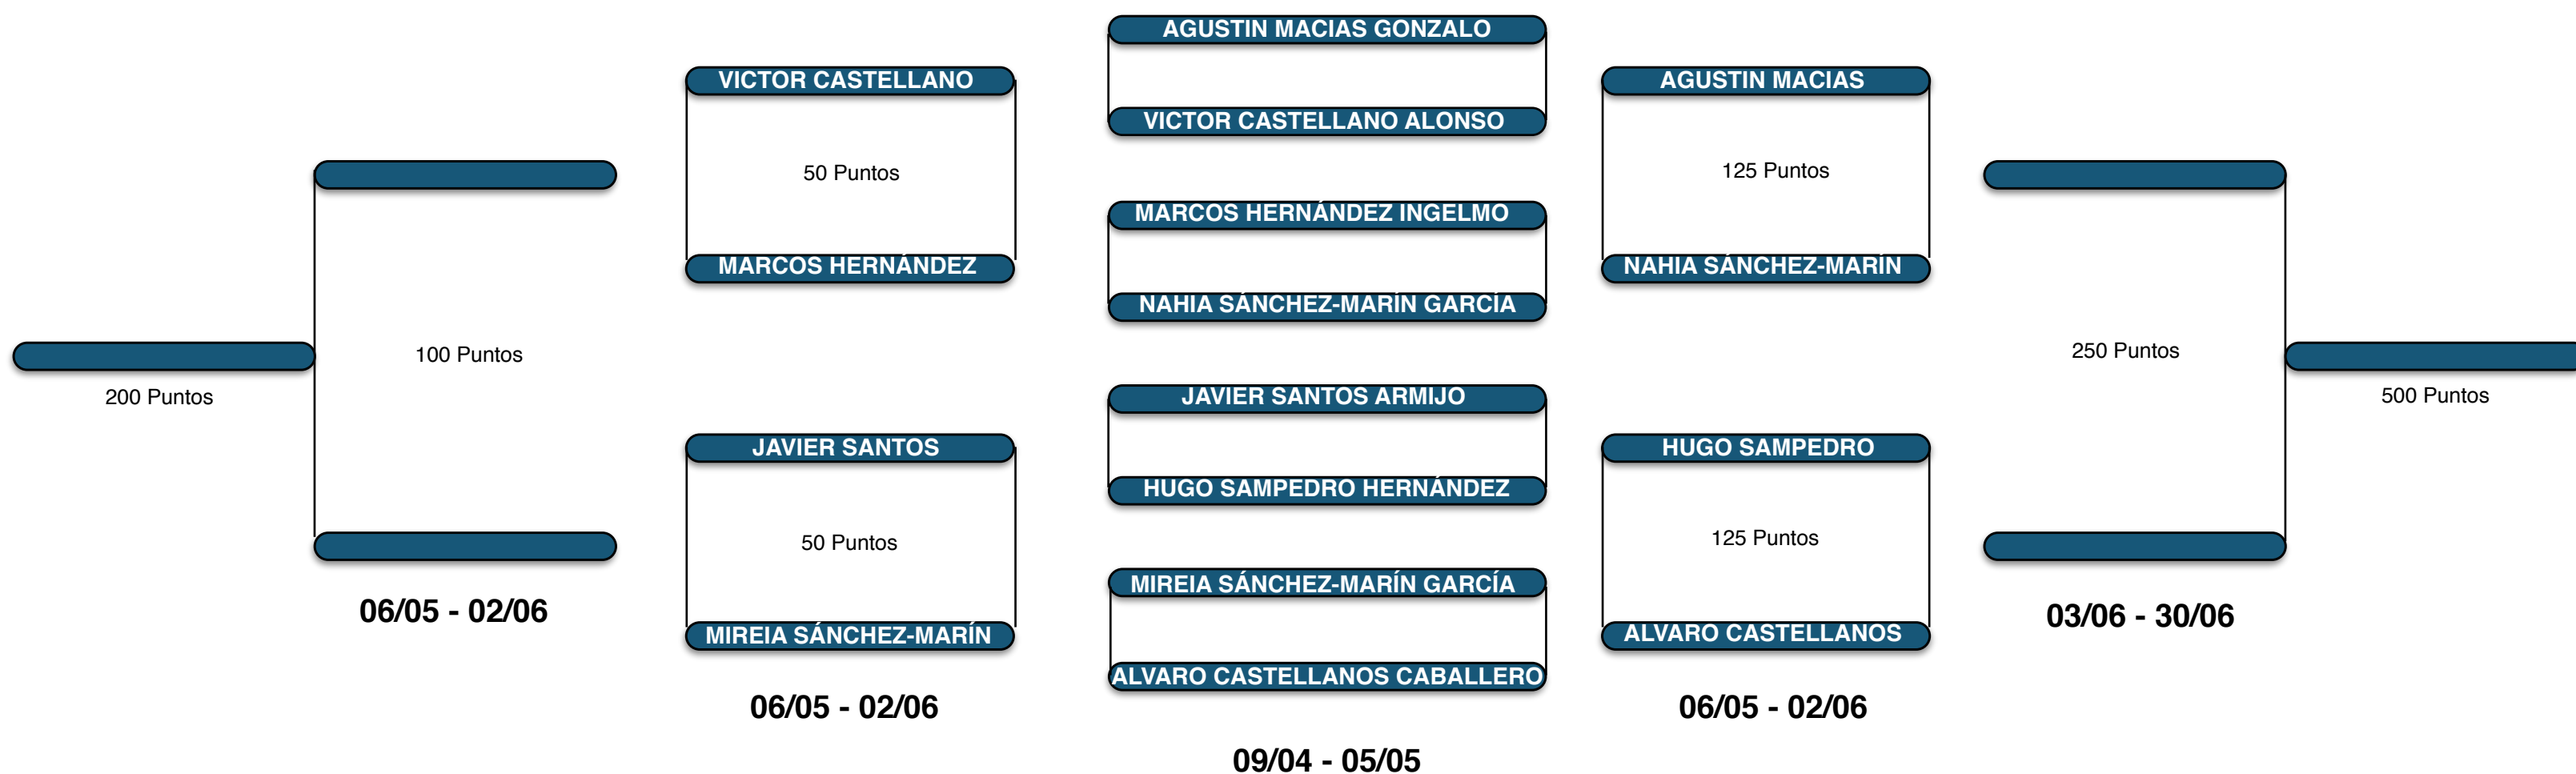 AGUSTIN MACIAS GONZALO
VICTOR CASTELLANO
AGUSTIN MACIAS
VICTOR CASTELLANO ALONSO
50 Puntos
125 Puntos
MARCOS HERNÁNDEZ INGELMO
MARCOS HERNÁNDEZ
NAHIA SÁNCHEZ-MARÍN
NAHIA SÁNCHEZ-MARÍN GARCÍA
100 Puntos
250 Puntos
200 Puntos
JAVIER SANTOS ARMIJO
500 Puntos
JAVIER SANTOS
HUGO SAMPEDRO
HUGO SAMPEDRO HERNÁNDEZ
50 Puntos
125 Puntos
MIREIA SÁNCHEZ-MARÍN GARCÍA
06/05 - 02/06
03/06 - 30/06
MIREIA SÁNCHEZ-MARÍN
ALVARO CASTELLANOS
ALVARO CASTELLANOS CABALLERO
06/05 - 02/06
06/05 - 02/06
09/04 - 05/05